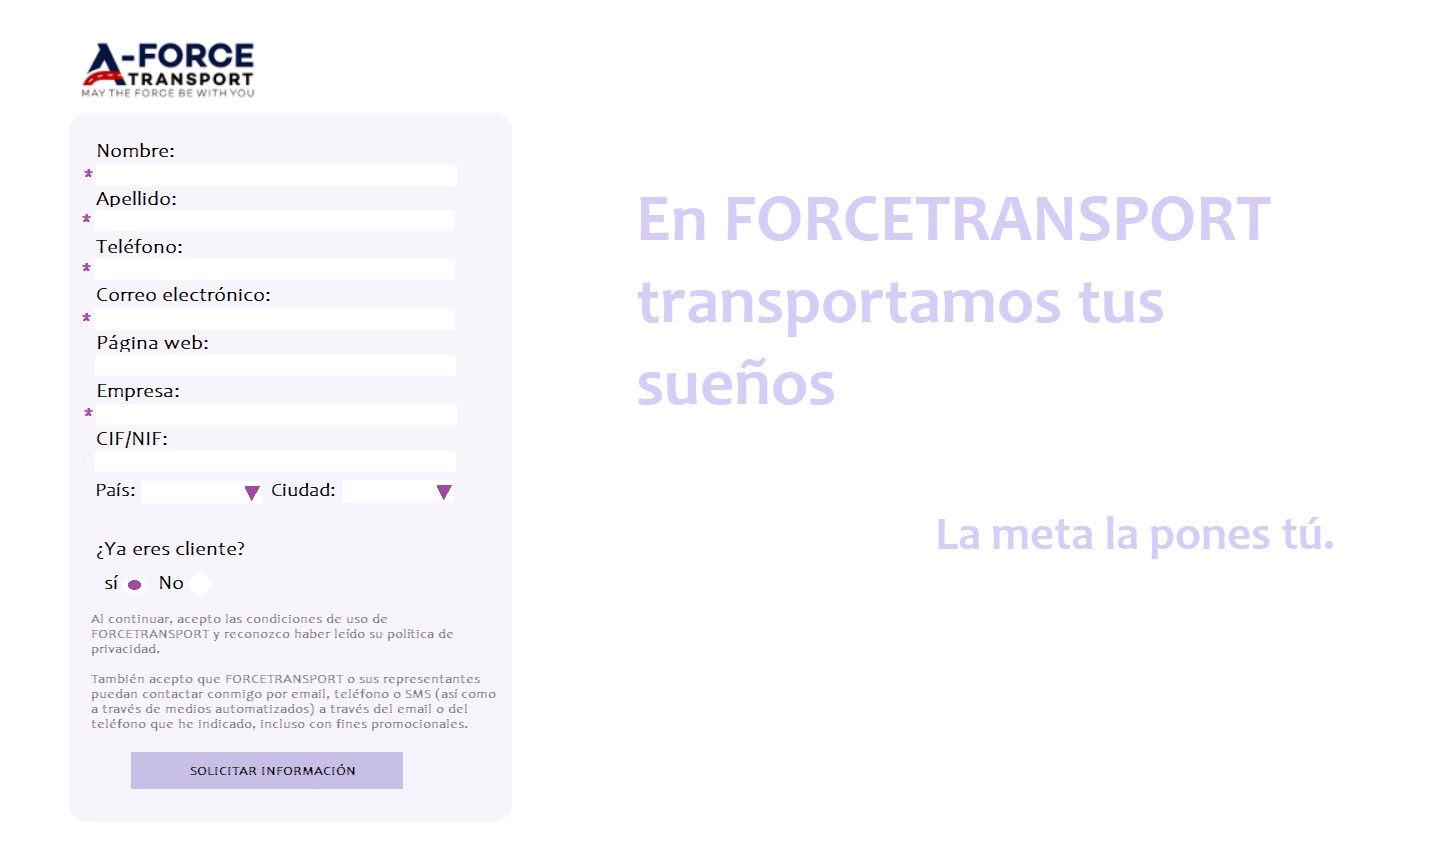 A-FORCE
TRANSPORT
MAY THE FORCE BE WITH YOU
Nombre:
*
Apellido:
*
Teléfono:
*
Correo electrónico:
*
Página web:
Empresa:
*
CIF/NIF:
País: Ciudad:
¿Ya eres cliente?
sí No
Al continuar, acepto las condiciones de uso de
FORCETRANSPORT y reconozco haber leído su política de
privacidad.
También acepto que FORCETRANSPORT o sus representantes
puedan contactar conmigo por email, teléfono o SMS (así como
a través de medios automatizados) a través del email o del
teléfono que he indicado, incluso con fines promocionales.
SOLICITAR INFORMACIÓN
En FORCETRANSPORT
transportamos tus
sueños
La meta la pones tú.